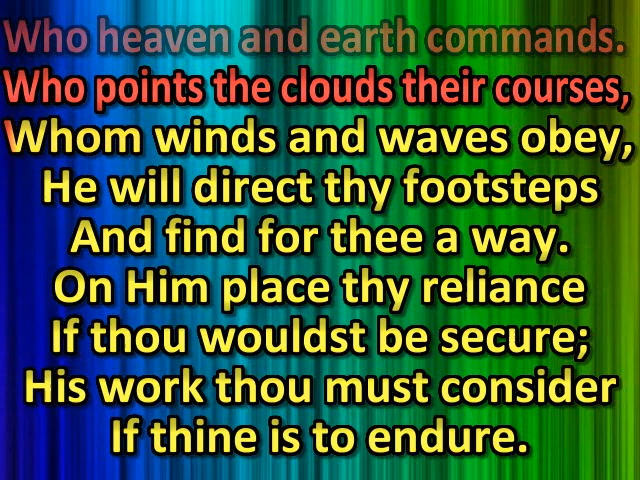 Who heaven and earth commands.
Who points the clouds their courses,
Whom winds and waves obey,
He will direct thy footsteps
And find for thee a way.
On Him place thy reliance
If thou wouldst be secure;
His work thou must consider
If thine is to endure.